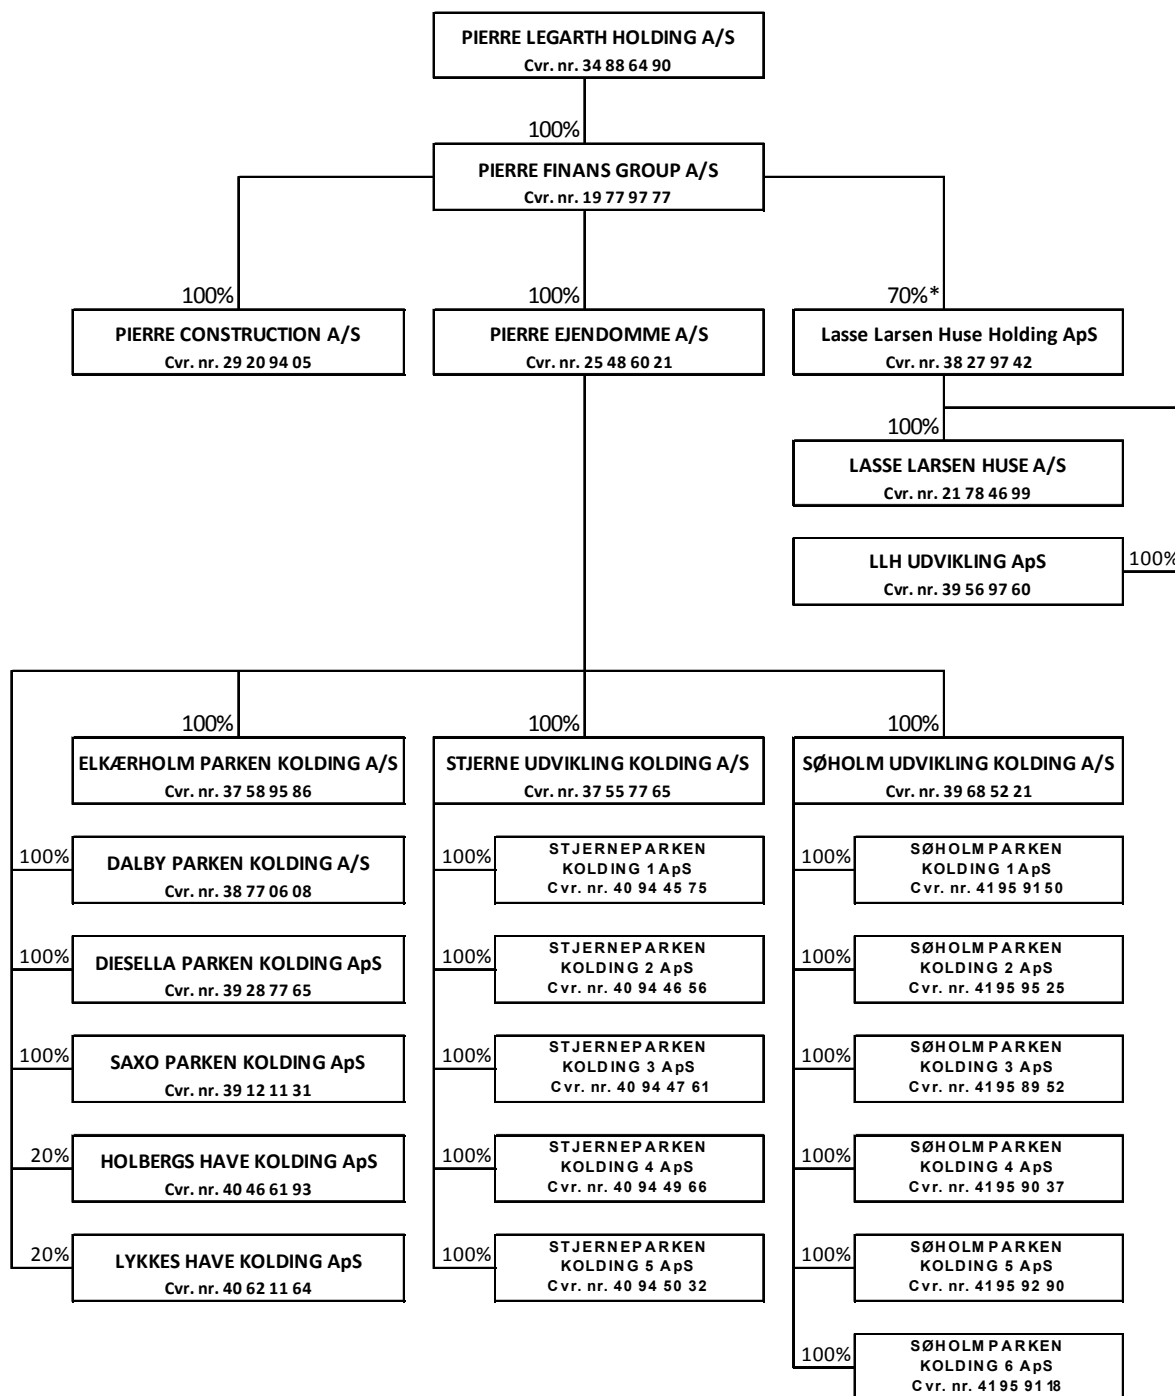 PIERRE LEGARTH HOLDING A/S
Cvr. nr. 34 88 64 90
100%
PIERRE FINANS GROUP A/S
Cvr. nr. 19 77 97 77
100%
PIERRE CONSTRUCTION A/S
Cvr. nr. 29 20 94 05
100%
PIERRE EJENDOMME A/S
Cvr. nr. 25 48 60 21
70%*
Lasse Larsen Huse Holding ApS
Cvr. nr. 38 27 97 42
100%
LASSE LARSEN HUSE A/S
Cvr. nr. 21 78 46 99
LLH UDVIKLING ApS
Cvr. nr. 39 56 97 60
100%
100%
ELKÆRHOLM PARKEN KOLDING A/S
Cvr. nr. 37 58 95 86
100%
DALBY PARKEN KOLDING A/S
Cvr. nr. 38 77 06 08
100%
DIESELLA PARKEN KOLDING ApS
Cvr. nr. 39 28 77 65
100%
SAXO PARKEN KOLDING ApS
Cvr. nr. 39 12 11 31
20%
HOLBERGS HAVE KOLDING ApS
Cvr. nr. 40 46 61 93
20%
LYKKES HAVE KOLDING ApS
Cvr. nr. 40 62 11 64
100%
STJERNE UDVIKLING KOLDING A/S
Cvr. nr. 37 55 77 65
100%
STJERNEPARKEN
KOLDING 1 ApS
Cvr. nr. 40 94 45 75
100%
STJERNEPARKEN
KOLDING 2 ApS
Cvr. nr. 40 94 46 56
100%
STJERNEPARKEN
KOLDING 3 ApS
Cvr. nr. 40 94 47 61
100%
STJERNEPARKEN
KOLDING 4 ApS
Cvr. nr. 40 94 49 66
100%
STJERNEPARKEN
KOLDING 5 ApS
Cvr. nr. 40 94 50 32
100%
SØHOLM UDVIKLING KOLDING A/S
Cvr. nr. 39 68 52 21
100%
SØHOLMPARKEN
KOLDING 1 ApS
Cvr. nr. 41 95 91 50
100%
SØHOLMPARKEN
KOLDING 2 ApS
Cvr. nr. 41 95 95 25
100%
SØHOLMPARKEN
KOLDING 3 ApS
Cvr. nr. 41 95 89 52
100%
SØHOLMPARKEN
KOLDING 4 ApS
Cvr. nr. 41 95 90 37
100%
SØHOLMPARKEN
KOLDING 5 ApS
Cvr. nr. 41 95 92 90
100%
SØHOLMPARKEN
KOLDING 6 ApS
Cvr. nr. 41 95 91 18